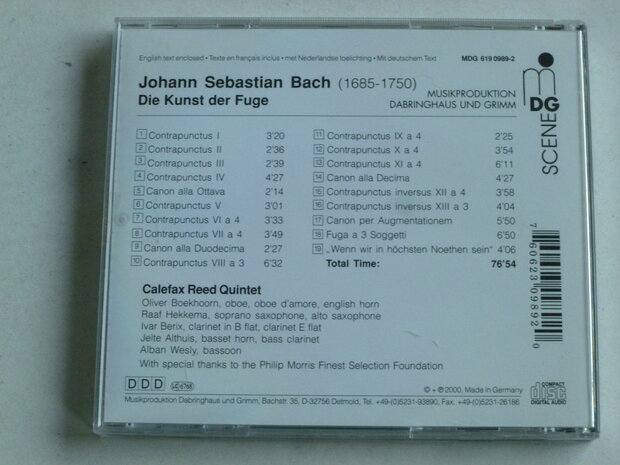 English text enclosed • Texte en français inclus • met Nederlandse toelichting • Mit deutschem Text
MDG 619 0989-2
Johann Sebastian Bach (1685-1750)
Die Kunst der Fuge
MUSIKPRODUKTION
DABRINGHAUS UND GRIMM
MDG
SCENE
1 Contrapunctus I 3'20
2 Contrapunctus II 2'36
3 Contrapunctus III 2'39
4 Contrapunctus IV 4'27
5 Canon alla Ottava 2'14
6 Contrapunctus V 3'01
7 Contrapunctus VI a 4 3'33
8 Contrapunctus VII a 4 3'49
9 Canon alla Duodecima 2'27
10 Contrapunctus VIII a 3 6'32
11 Contrapunctus IX a 4 2'25
12 Contrapunctus X a 4 3'54
13 Contrapunctus XI a 4 6'11
14 Canon alla Decima 4'27
15 Contrapunctus inversus XII a 4 3'58
16 Contrapunctus inversus XIII a 3 4'04
17 Canon per Augmentationem 5'50
18 Fuga a 3 Soggetti 6'50
19 „Wenn wir in höchsten Noethen sein" 4'06
Total Time: 76'54
7 60623 09892 0
Calefax Reed Quintet
Oliver Boekhoorn, oboe, oboe d'amore, english horn
Raaf Hekkema, soprano saxophone, alto saxophone
Ivar Berix, clarinet in B flat, clarinet E flat
Jelte Althuis, basset horn, bass clarinet
Alban Wesly, bassoon
With special thanks to the Philip Morris Finest Selection Foundation
DDD
LC 6768
© + ℗ 2000, Made in Germany
COMPACT
disc
DIGITAL AUDIO
Musikproduktion Dabringhaus und Grimm, Bachstr. 35, D-32756 Detmold, Tel.: +49-(0)5231-93890, Fax. +49-(0)5231-26186